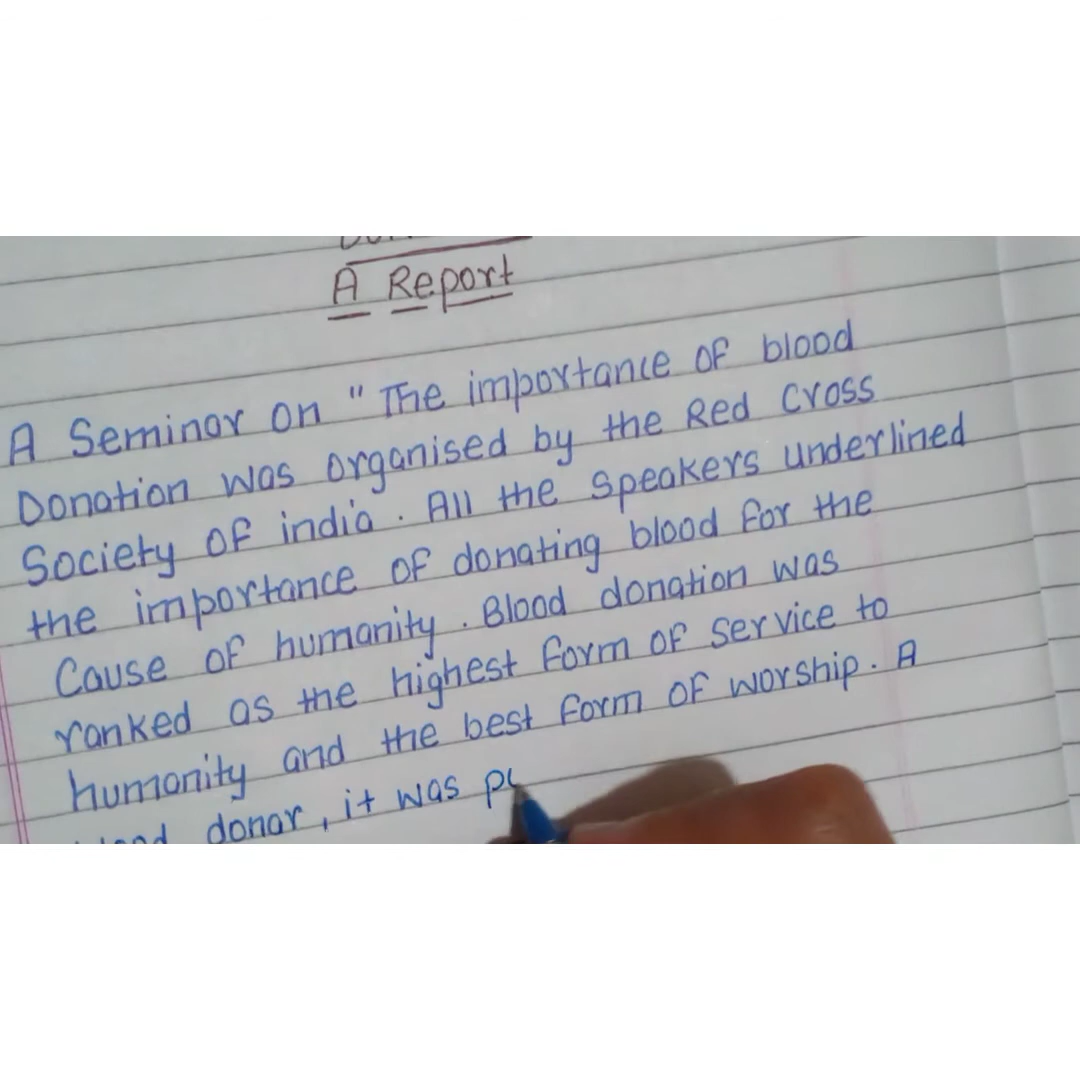 A Report
A Seminar on " The importance of blood
Donation was organised by the Red Cross
Society of india . All the speakers underlined
the importance of donating blood for the
Cause of humanity . Blood donation was
ranked as the highest form of service to
humanity and the best form of worship . A
donar , it was